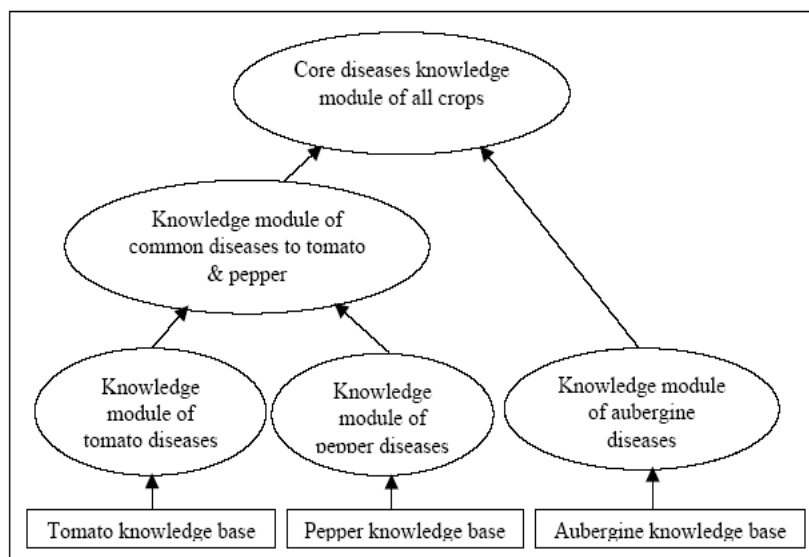 Core diseases knowledge
module of all crops
Knowledge module of
common diseases to tomato
& pepper
Knowledge
module of
tomato diseases
Knowledge
module of
pepper diseases
Knowledge module
of aubergine
diseases
Tomato knowledge base
Pepper knowledge base
Aubergine knowledge base